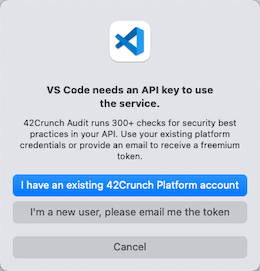 VS Code needs an API key to use
the service.
42Crunch Audit runs 300+ checks for security best
practices in your API. Use your existing platform
credentials or provide an email to receive a freemium
token.
I have an existing 42Crunch Platform account
I'm a new user, please email me the token
Cancel